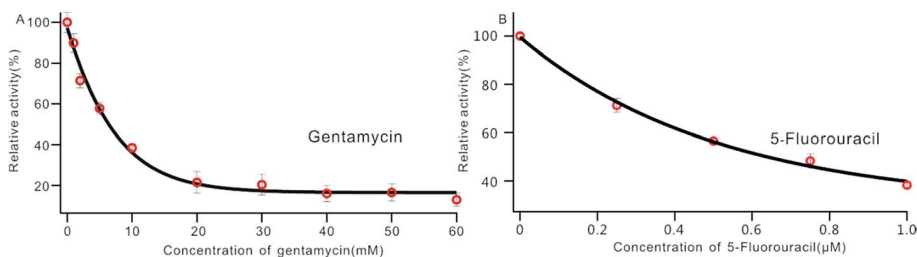 A
100
80
60
40
20
Relative activity(%)
Gentamycin
0 10 20 30 40 50 60
Concentration of gentamycin(mM)
B
100
80
60
40
Relative activity(%)
5-Fluorouracil
0 0.2 0.4 0.6 0.8 1.0
Concentration of 5-Fluorouracil(μM)